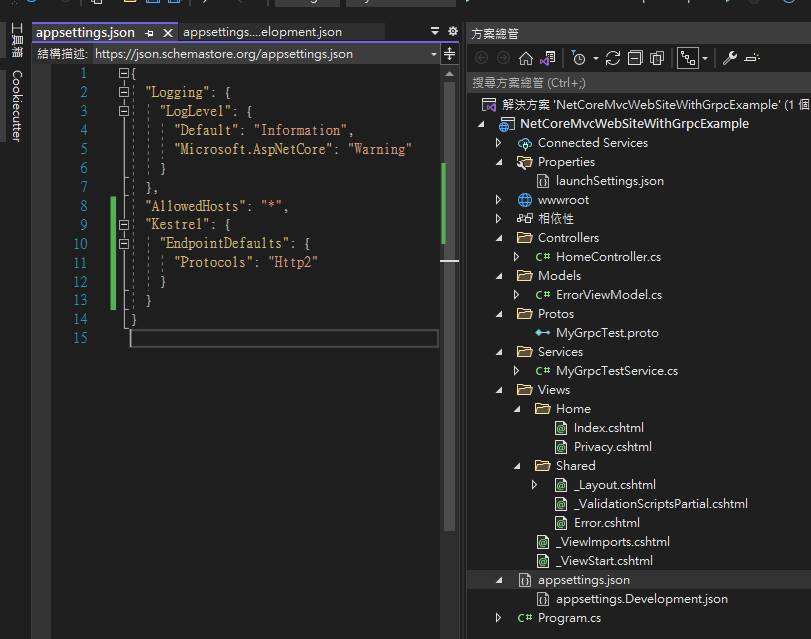 appsettings.json
appsettings....elopment.json
結構描述: https://json.schemastore.org/appsettings.json
工具箱
Cookiecutter
1 {
2 "Logging": {
3 "LogLevel": {
4 "Default": "Information",
5 "Microsoft.AspNetCore": "Warning"
6 }
7 },
8 "AllowedHosts": "*",
9 "Kestrel": {
10 "EndpointDefaults": {
11 "Protocols": "Http2"
12 }
13 }
14 }
15
方案總管
搜尋方案總管 (Ctrl+;)
解決方案 'NetCoreMvcWebSiteWithGrpcExample' (1 個
NetCoreMvcWebSiteWithGrpcExample
Connected Services
Properties
launchSettings.json
wwwroot
相依性
Controllers
C# HomeController.cs
Models
C# ErrorViewModel.cs
Protos
MyGrpcTest.proto
Services
C# MyGrpcTestService.cs
Views
Home
Index.cshtml
Privacy.cshtml
Shared
_Layout.cshtml
_ValidationScriptsPartial.cshtml
Error.cshtml
_ViewImports.cshtml
_ViewStart.cshtml
appsettings.json
appsettings.Development.json
C# Program.cs